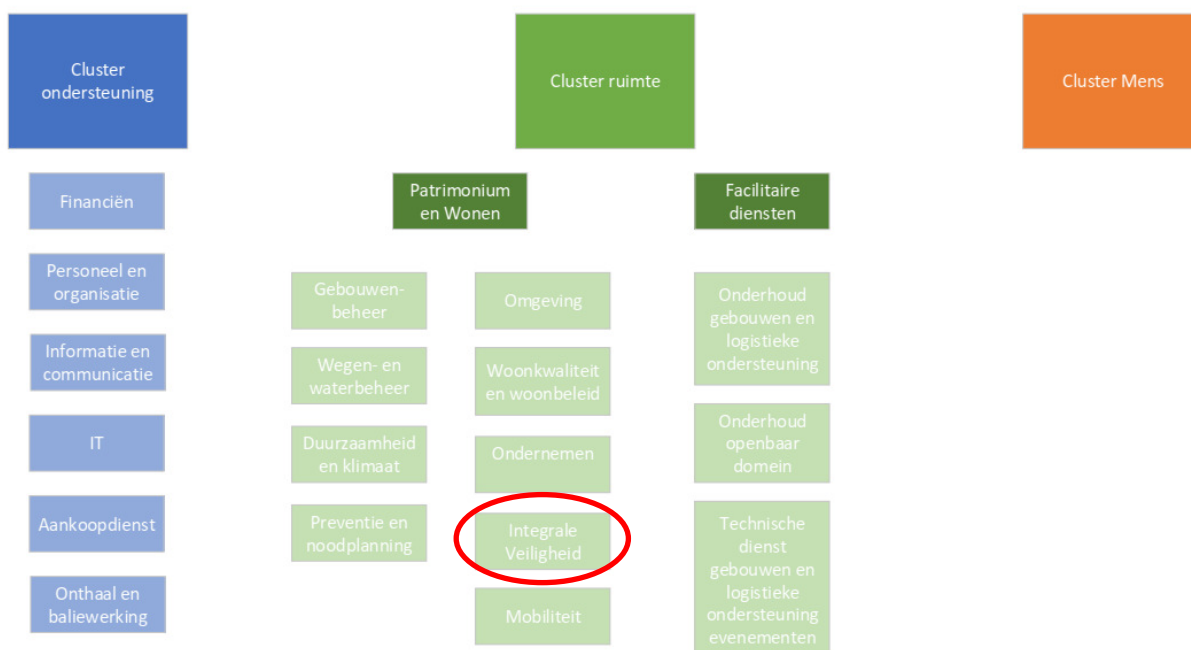 Cluster
ondersteuning
Cluster ruimte
Cluster Mens
Financiën
Personeel en
organisatie
Informatie en
communicatie
IT
Aankoopdienst
Onthaal en
baliewerking
Patrimonium
en Wonen
Gebouwen-
beheer
Wegen- en
waterbeheer
Duurzaamheid
en klimaat
Preventie en
noodplanning
Omgeving
Woonkwaliteit
en woonbeleid
Ondernemen
Integrale
Veiligheid
Mobiliteit
Facilitaire
diensten
Onderhoud
gebouwen en
logistieke
ondersteuning
Onderhoud
openbaar
domein
Technische
dienst
gebouwen en
logistieke
ondersteuning
evenementen